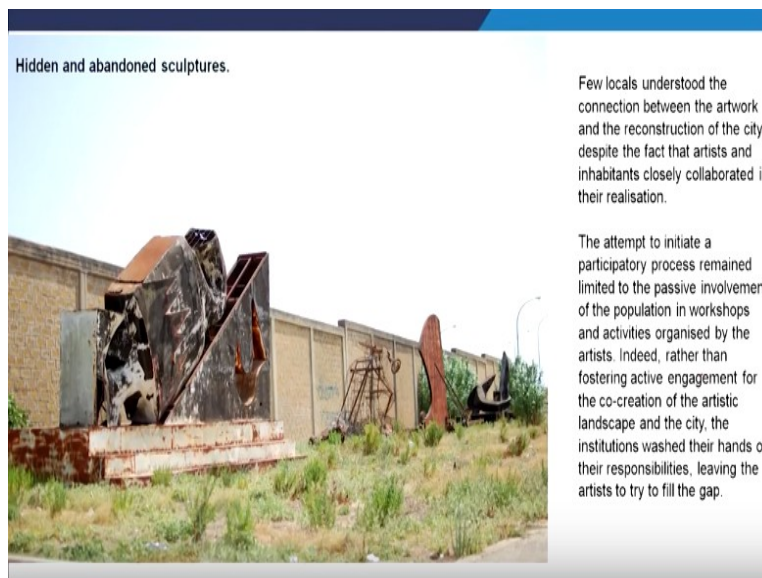 Hidden and abandoned sculptures.
Few locals understood the
connection between the artwork
and the reconstruction of the city
despite the fact that artists and
inhabitants closely collaborated i
their realisation.
The attempt to initiate a
participatory process remained
limited to the passive involvemen
of the population in workshops
and activities organised by the
artists. Indeed, rather than
fostering active engagement for
the co-creation of the artistic
landscape and the city, the
institutions washed their hands o
their responsibilities, leaving the
artists to try to fill the gap.